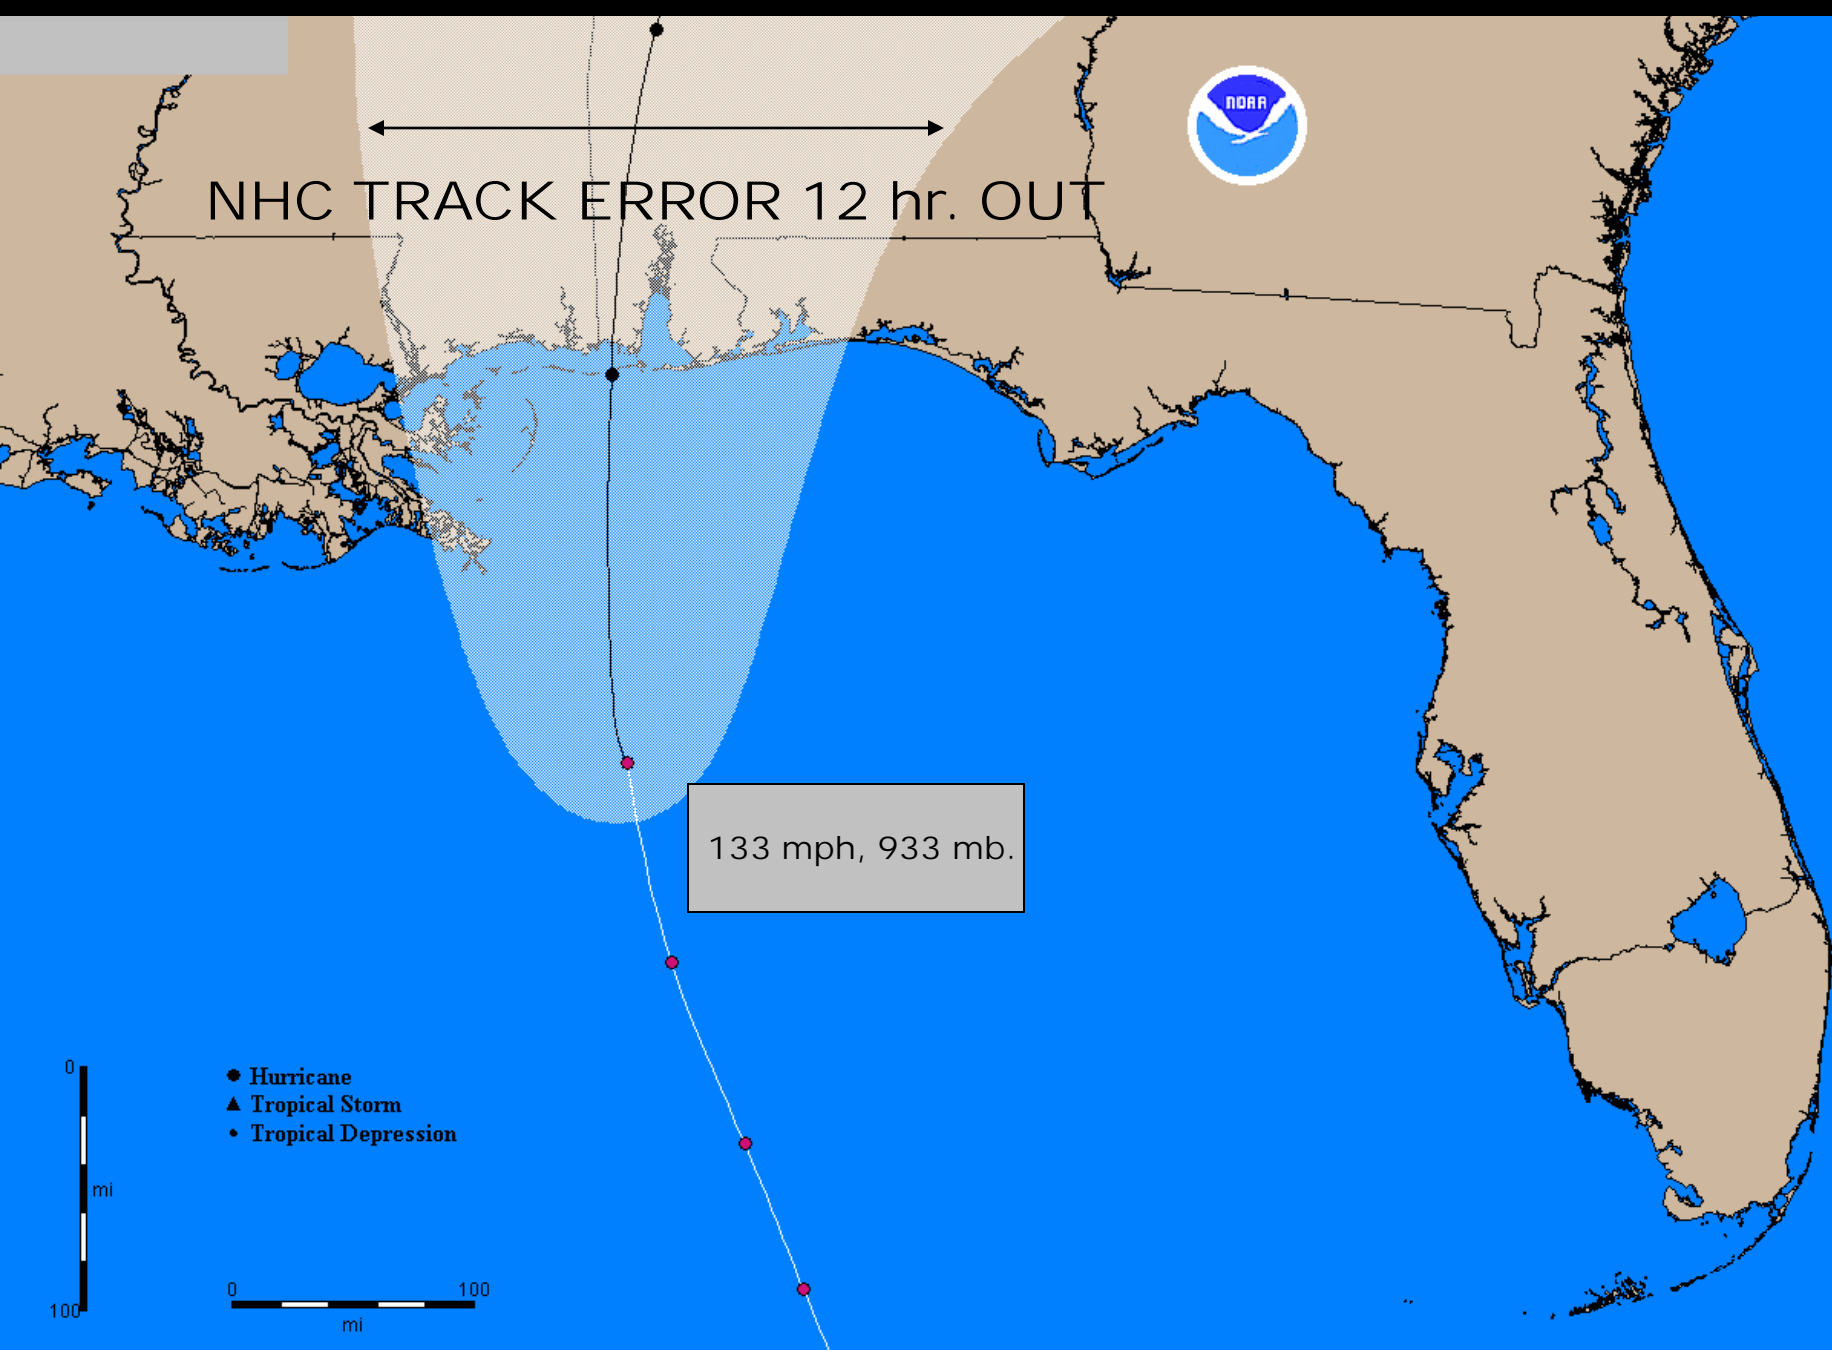 NOAA
NHC TRACK ERROR 12 hr. OUT
133 mph, 933 mb.
0
mi
100
Hurricane
Tropical Storm
Tropical Depression
0 100
mi